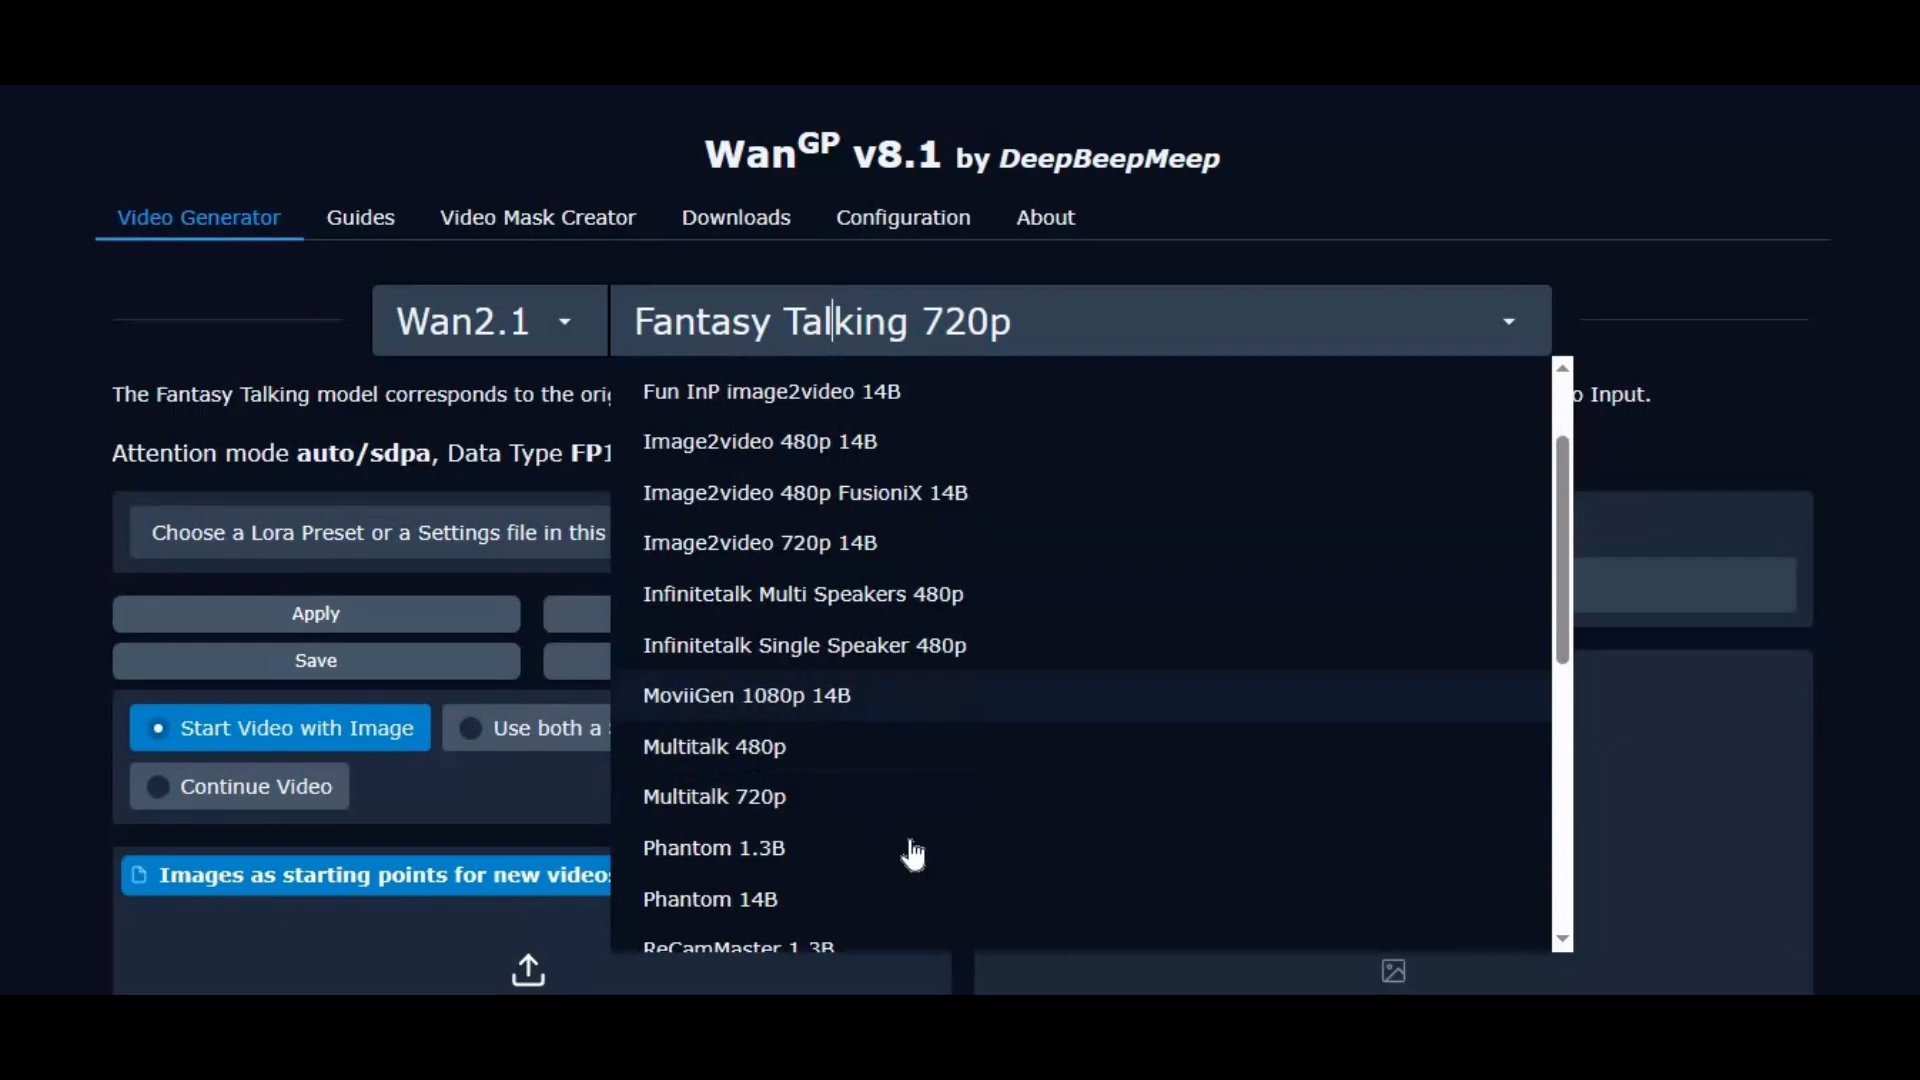 WanGP v8.1 by DeepBeepMeep
Video Generator Guides Video Mask Creator Downloads Configuration About
Wan2.1 Fantasy Talking 720p
The Fantasy Talking model corresponds to the ori o Input.
Attention mode auto/sdpa, Data Type FP1
Fun InP image2video 14B
Image2video 480p 14B
Image2video 480p FusioniX 14B
Choose a Lora Preset or a Settings file in this
Image2video 720p 14B
Infinitetalk Multi Speakers 480p
Apply
Infinitetalk Single Speaker 480p
Save
MoviiGen 1080p 14B
Start Video with Image Use both a
Multitalk 480p
Continue Video
Multitalk 720p
Phantom 1.3B
Images as starting points for new videos
Phantom 14B
ReCamMaster 1.3B